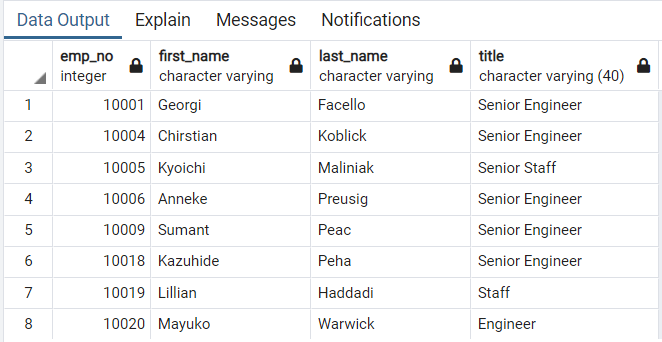 Data Output Explain Messages Notifications
emp_no first_name last_name title
integer character varying character varying character varying (40)
1 10001 Georgi Facello Senior Engineer
2 10004 Chirstian Koblick Senior Engineer
3 10005 Kyoichi Maliniak Senior Staff
4 10006 Anneke Preusig Senior Engineer
5 10009 Sumant Peac Senior Engineer
6 10018 Kazuhide Peha Senior Engineer
7 10019 Lillian Haddadi Staff
8 10020 Mayuko Warwick Engineer